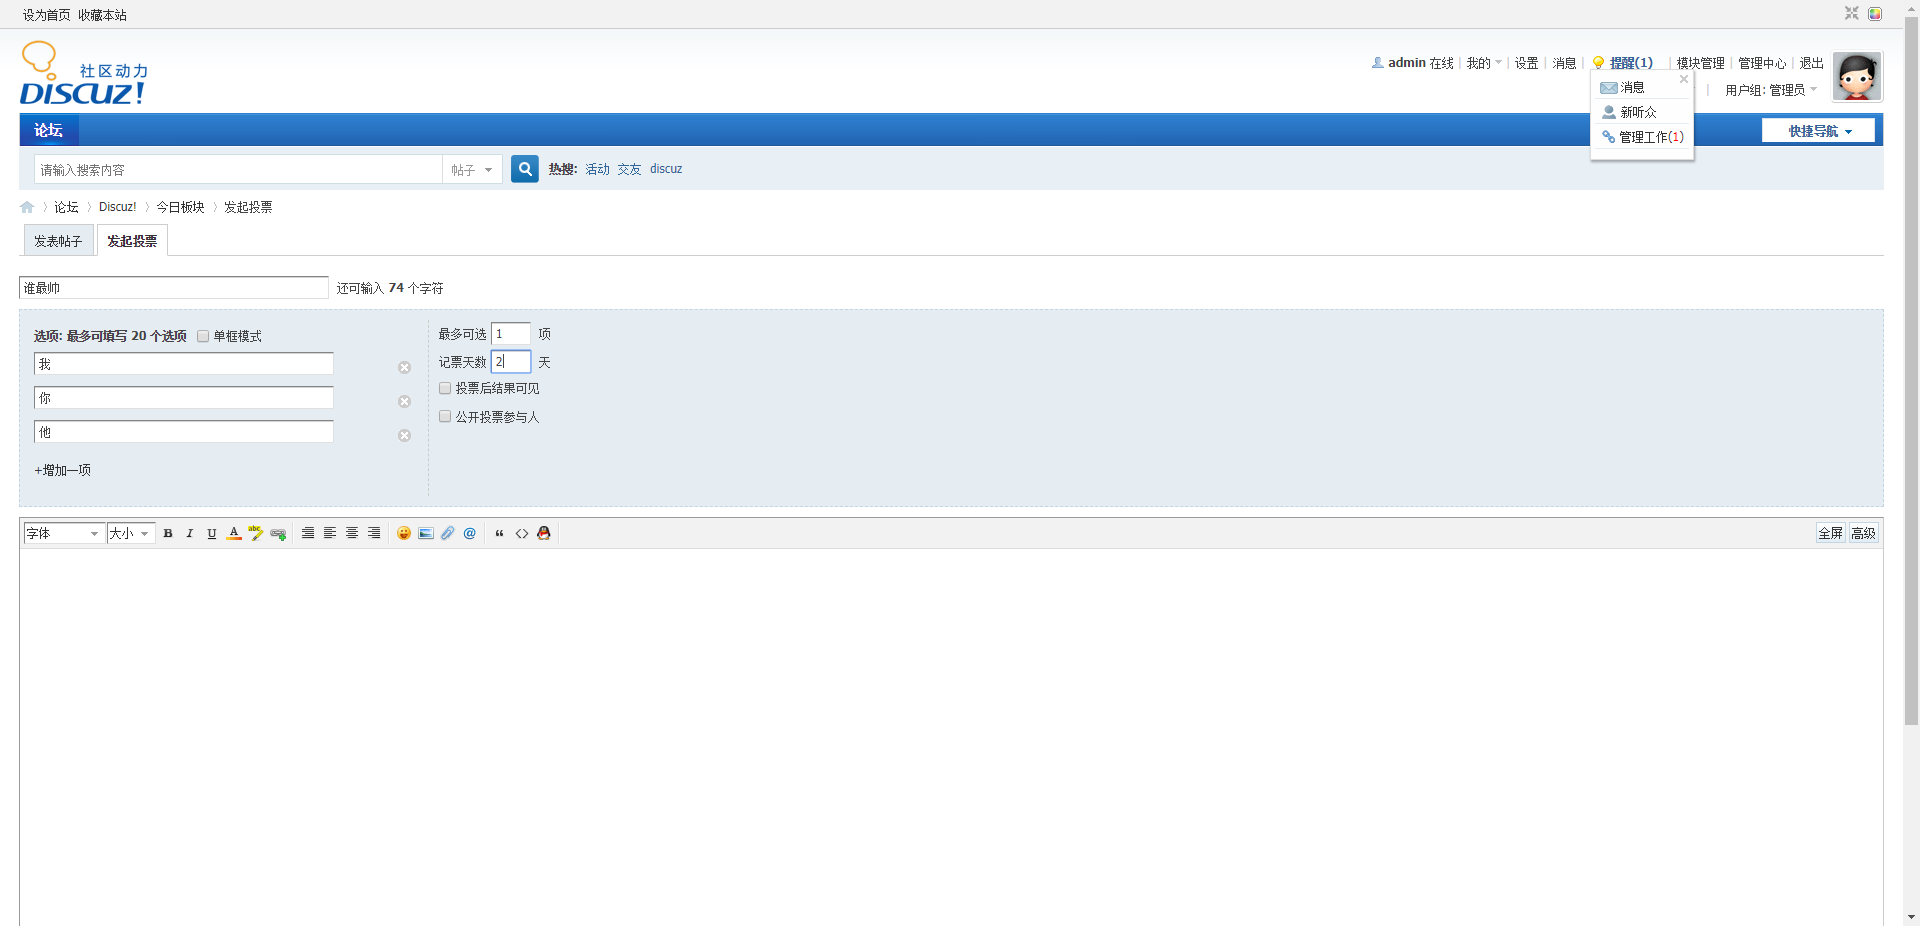 设为首页 收藏本站
社区动力
DISCUZ!
admin 在线 我的 设置 消息 提醒(1) 模块管理 管理中心 退出
用户组: 管理员
消息
新听众
管理工作(1)
论坛
快捷导航
请输入搜索内容 帖子 热搜: 活动 交友 discuz
论坛 Discuz! 今日板块 发起投票
发表帖子 发起投票
谁最帅 还可输入 74 个字符
选项: 最多可填写 20 个选项 单框模式
我
你
他
+增加一项
最多可选 1 项
记票天数 2 天
投票后结果可见
公开投票参与人
字体 大小 B I U A abc @ “ <> 全屏 高级